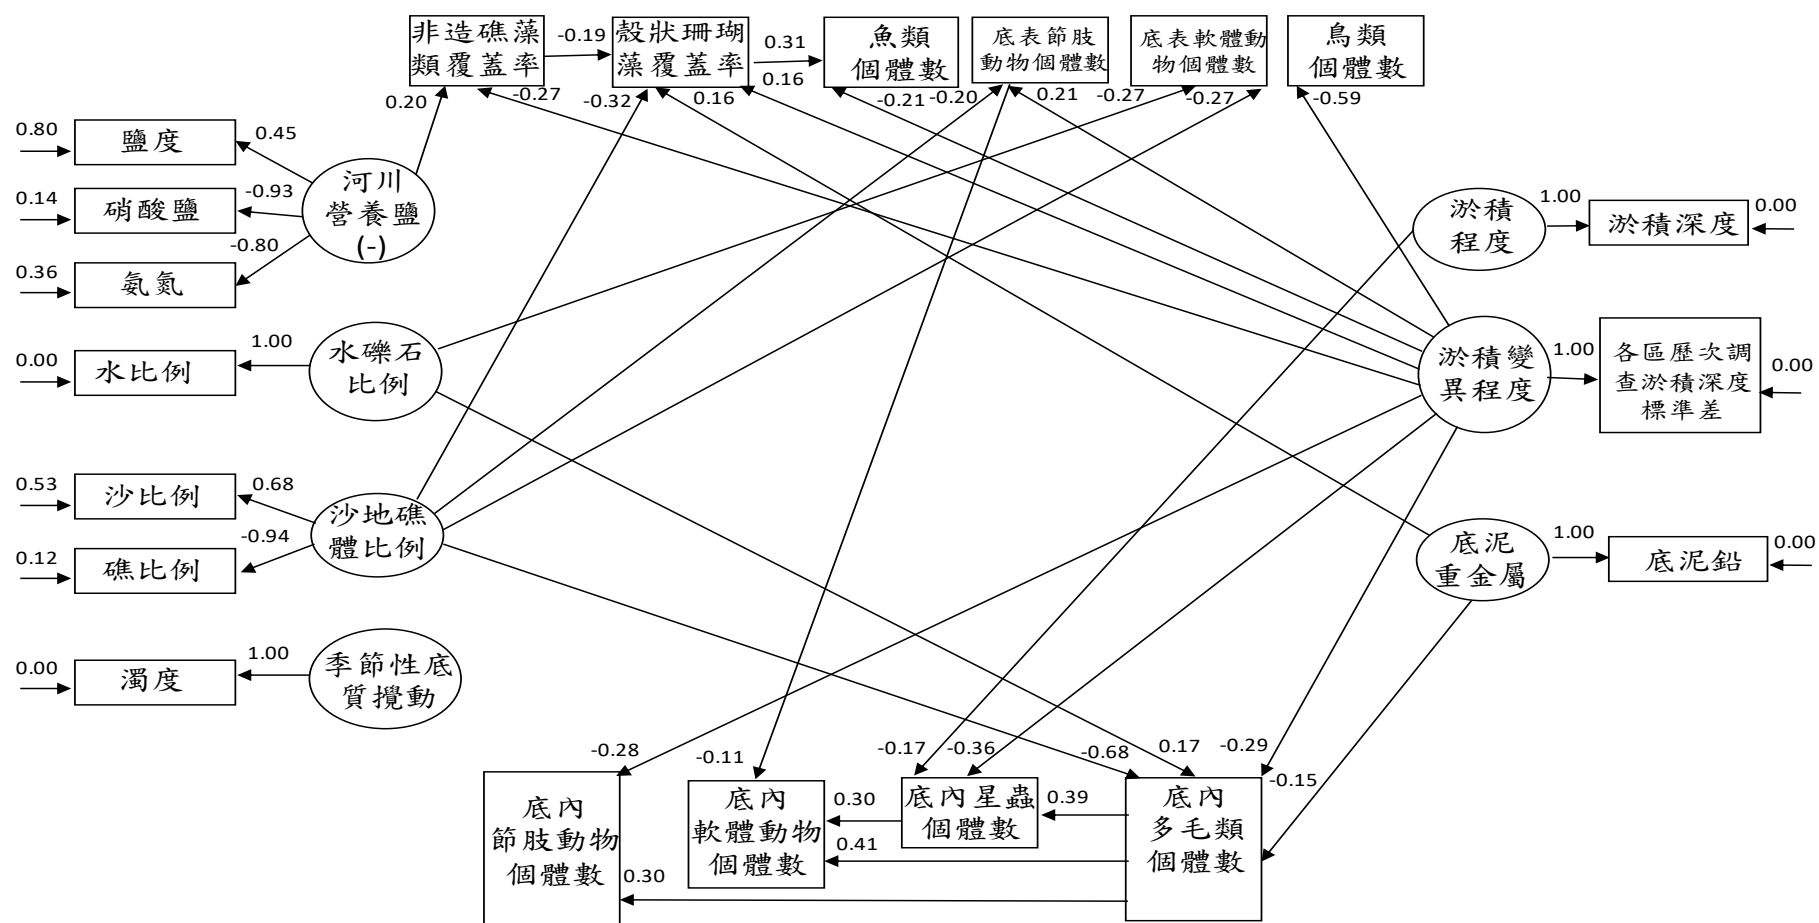 非造礁藻
類覆蓋率
-0.19
殼狀珊瑚
藻覆蓋率
0.31
0.16
魚類
個體數
底表節肢
動物個體數
底表軟體動
物個體數
鳥類
個體數
0.20
-0.27
-0.32
0.16
-0.21
-0.20
0.21
-0.27
-0.27
-0.59
0.80
鹽度
0.45
0.14
硝酸鹽
-0.93
0.36
氨氮
-0.80
河川
營養鹽
(-)
0.00
水比例
1.00
水礫石
比例
0.53
沙比例
0.68
0.12
礁比例
-0.94
沙地礁
體比例
0.00
濁度
1.00
季節性底
質攪動
淤積
程度
1.00
淤積深度
0.00
淤積變
異程度
1.00
各區歷次調
查淤積深度
標準差
0.00
底泥
重金屬
1.00
底泥鉛
0.00
-0.28
-0.11
-0.17
-0.36
-0.68
0.17
-0.29
-0.15
底內
節肢動物
個體數
0.30
底內
軟體動物
個體數
0.30
0.41
底內星蟲
個體數
0.39
底內
多毛類
個體數